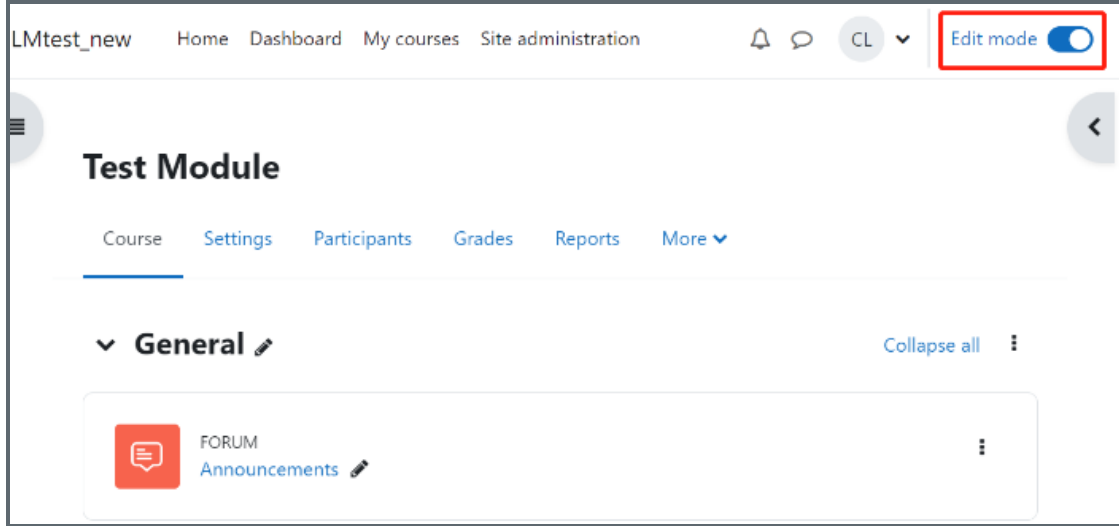 LMtest_new Home Dashboard My courses Site administration CL Edit mode
Test Module
Course Settings Participants Grades Reports More
General Collapse all
FORUM
Announcements